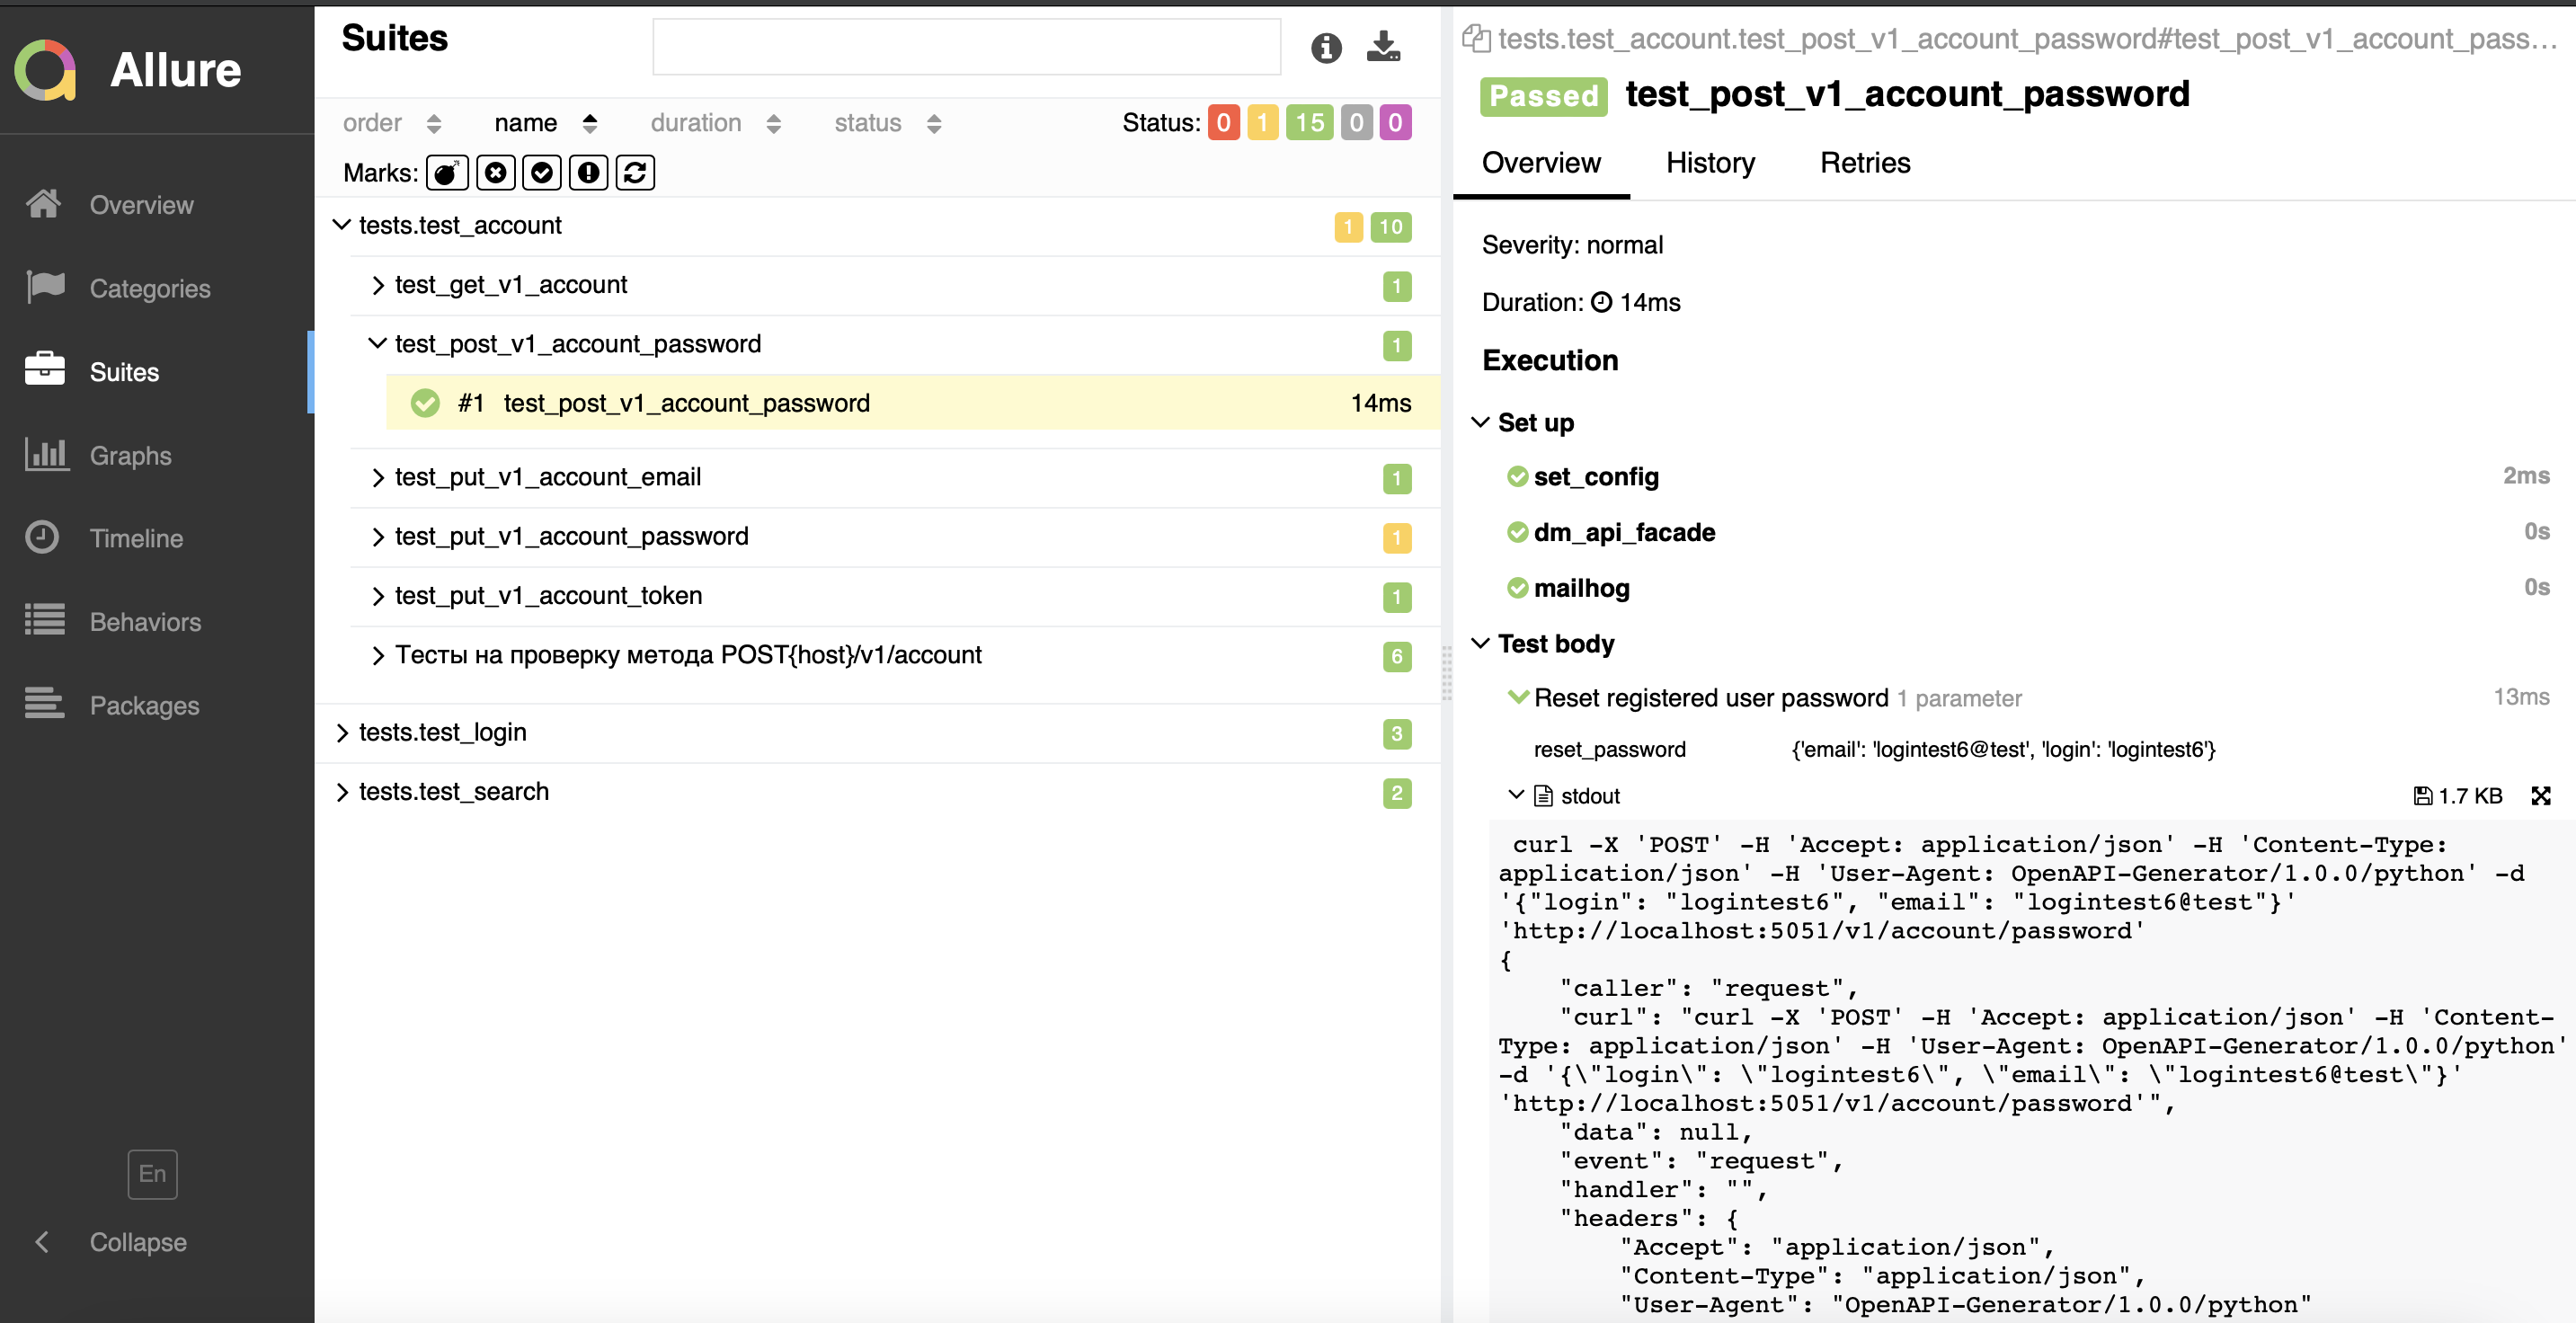 Allure
Overview
Categories
Suites
Graphs
Timeline
Behaviors
Packages
En
Collapse
Suites
order name duration status Status: 0 1 15 0 0
Marks:
tests.test_account 1 10
test_get_v1_account 1
test_post_v1_account_password 1
#1 test_post_v1_account_password 14ms
test_put_v1_account_email 1
test_put_v1_account_password 1
test_put_v1_account_token 1
Тесты на проверку метода POST{host}/v1/account 6
tests.test_login 3
tests.test_search 2
tests.test_account.test_post_v1_account_password#test_post_v1_account_pass...
Passed test_post_v1_account_password
Overview History Retries
Severity: normal
Duration: 14ms
Execution
Set up
set_config 2ms
dm_api_facade 0s
mailhog 0s
Test body
Reset registered user password 1 parameter 13ms
reset_password {'email': 'logintest6@test', 'login': 'logintest6'}
stdout 1.7 KB
curl -X 'POST' -H 'Accept: application/json' -H 'Content-Type:
application/json' -H 'User-Agent: OpenAPI-Generator/1.0.0/python' -d
'{"login": "logintest6", "email": "logintest6@test"}'
'http://localhost:5051/v1/account/password'
{
"caller": "request",
"curl": "curl -X 'POST' -H 'Accept: application/json' -H 'Content-
Type: application/json' -H 'User-Agent: OpenAPI-Generator/1.0.0/python'
-d '{\"login\": \"logintest6\", \"email\": \"logintest6@test\"}'
'http://localhost:5051/v1/account/password'",
"data": null,
"event": "request",
"handler": "",
"headers": {
"Accept": "application/json",
"Content-Type": "application/json",
"User-Agent": "OpenAPI-Generator/1.0.0/python"